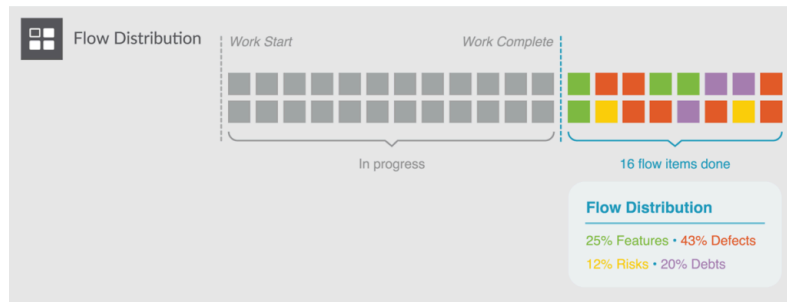 Flow Distribution
Work Start
Work Complete
In progress
16 flow items done
Flow Distribution
25% Features • 43% Defects
12% Risks • 20% Debts